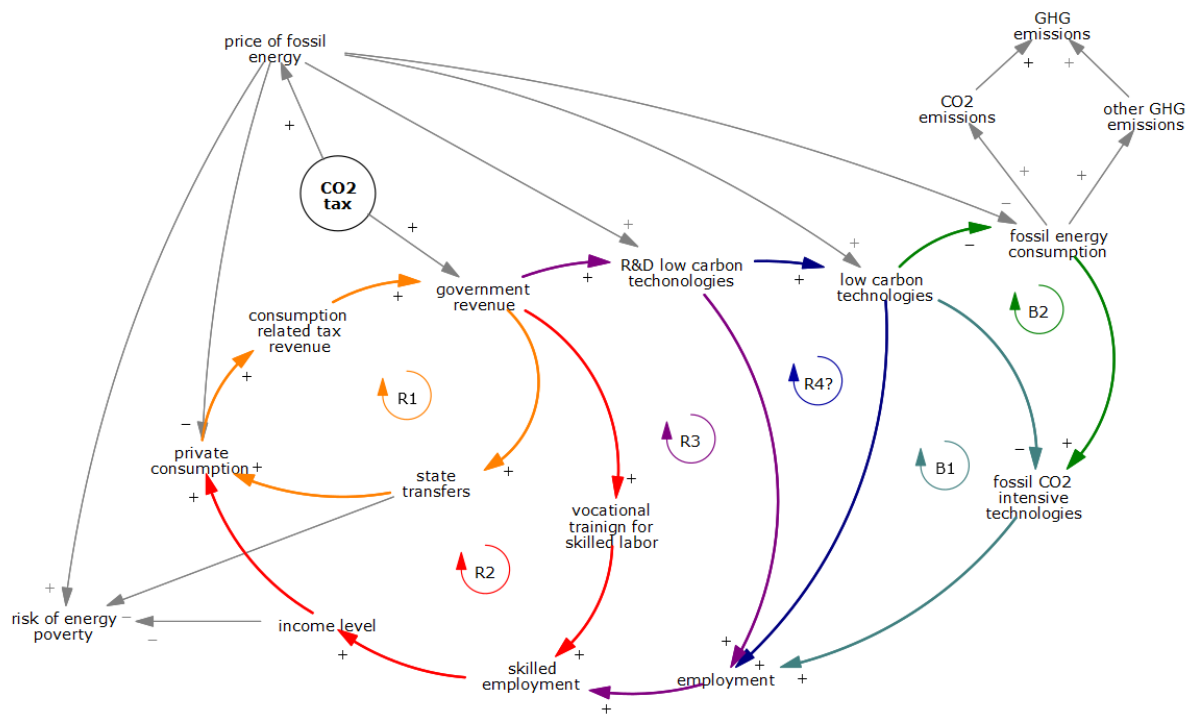 GHG
emissions
price of fossil
energy
+
+
CO2
emissions
other GHG
emissions
+
CO2
tax
+
+
−
+
+
+
−
fossil energy
consumption
R&D low carbon
techonologies
+
+
low carbon
technologies
government
revenue
+
consumption
related tax
revenue
B2
+
R4?
R1
−
R3
+
−
private
consumption
+
B1
+
state
transfers
+
+
fossil CO2
intensive
technologies
vocational
trainign for
skilled labor
R2
+
risk of energy
poverty
−
−
income level
+
+
+
+
+
skilled
employment
employment
+